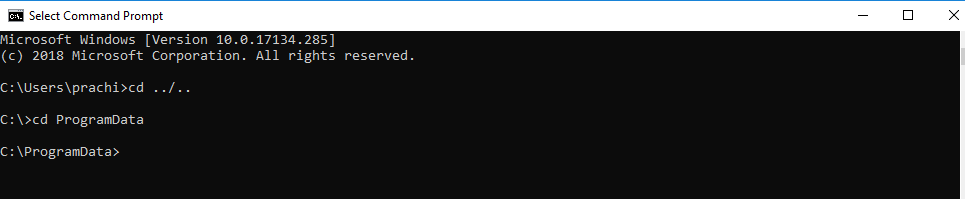 Select Command Prompt
Microsoft Windows [Version 10.0.17134.285]
(c) 2018 Microsoft Corporation. All rights reserved.
C:\Users\prachi>cd ../..
C:\>cd ProgramData
C:\ProgramData>